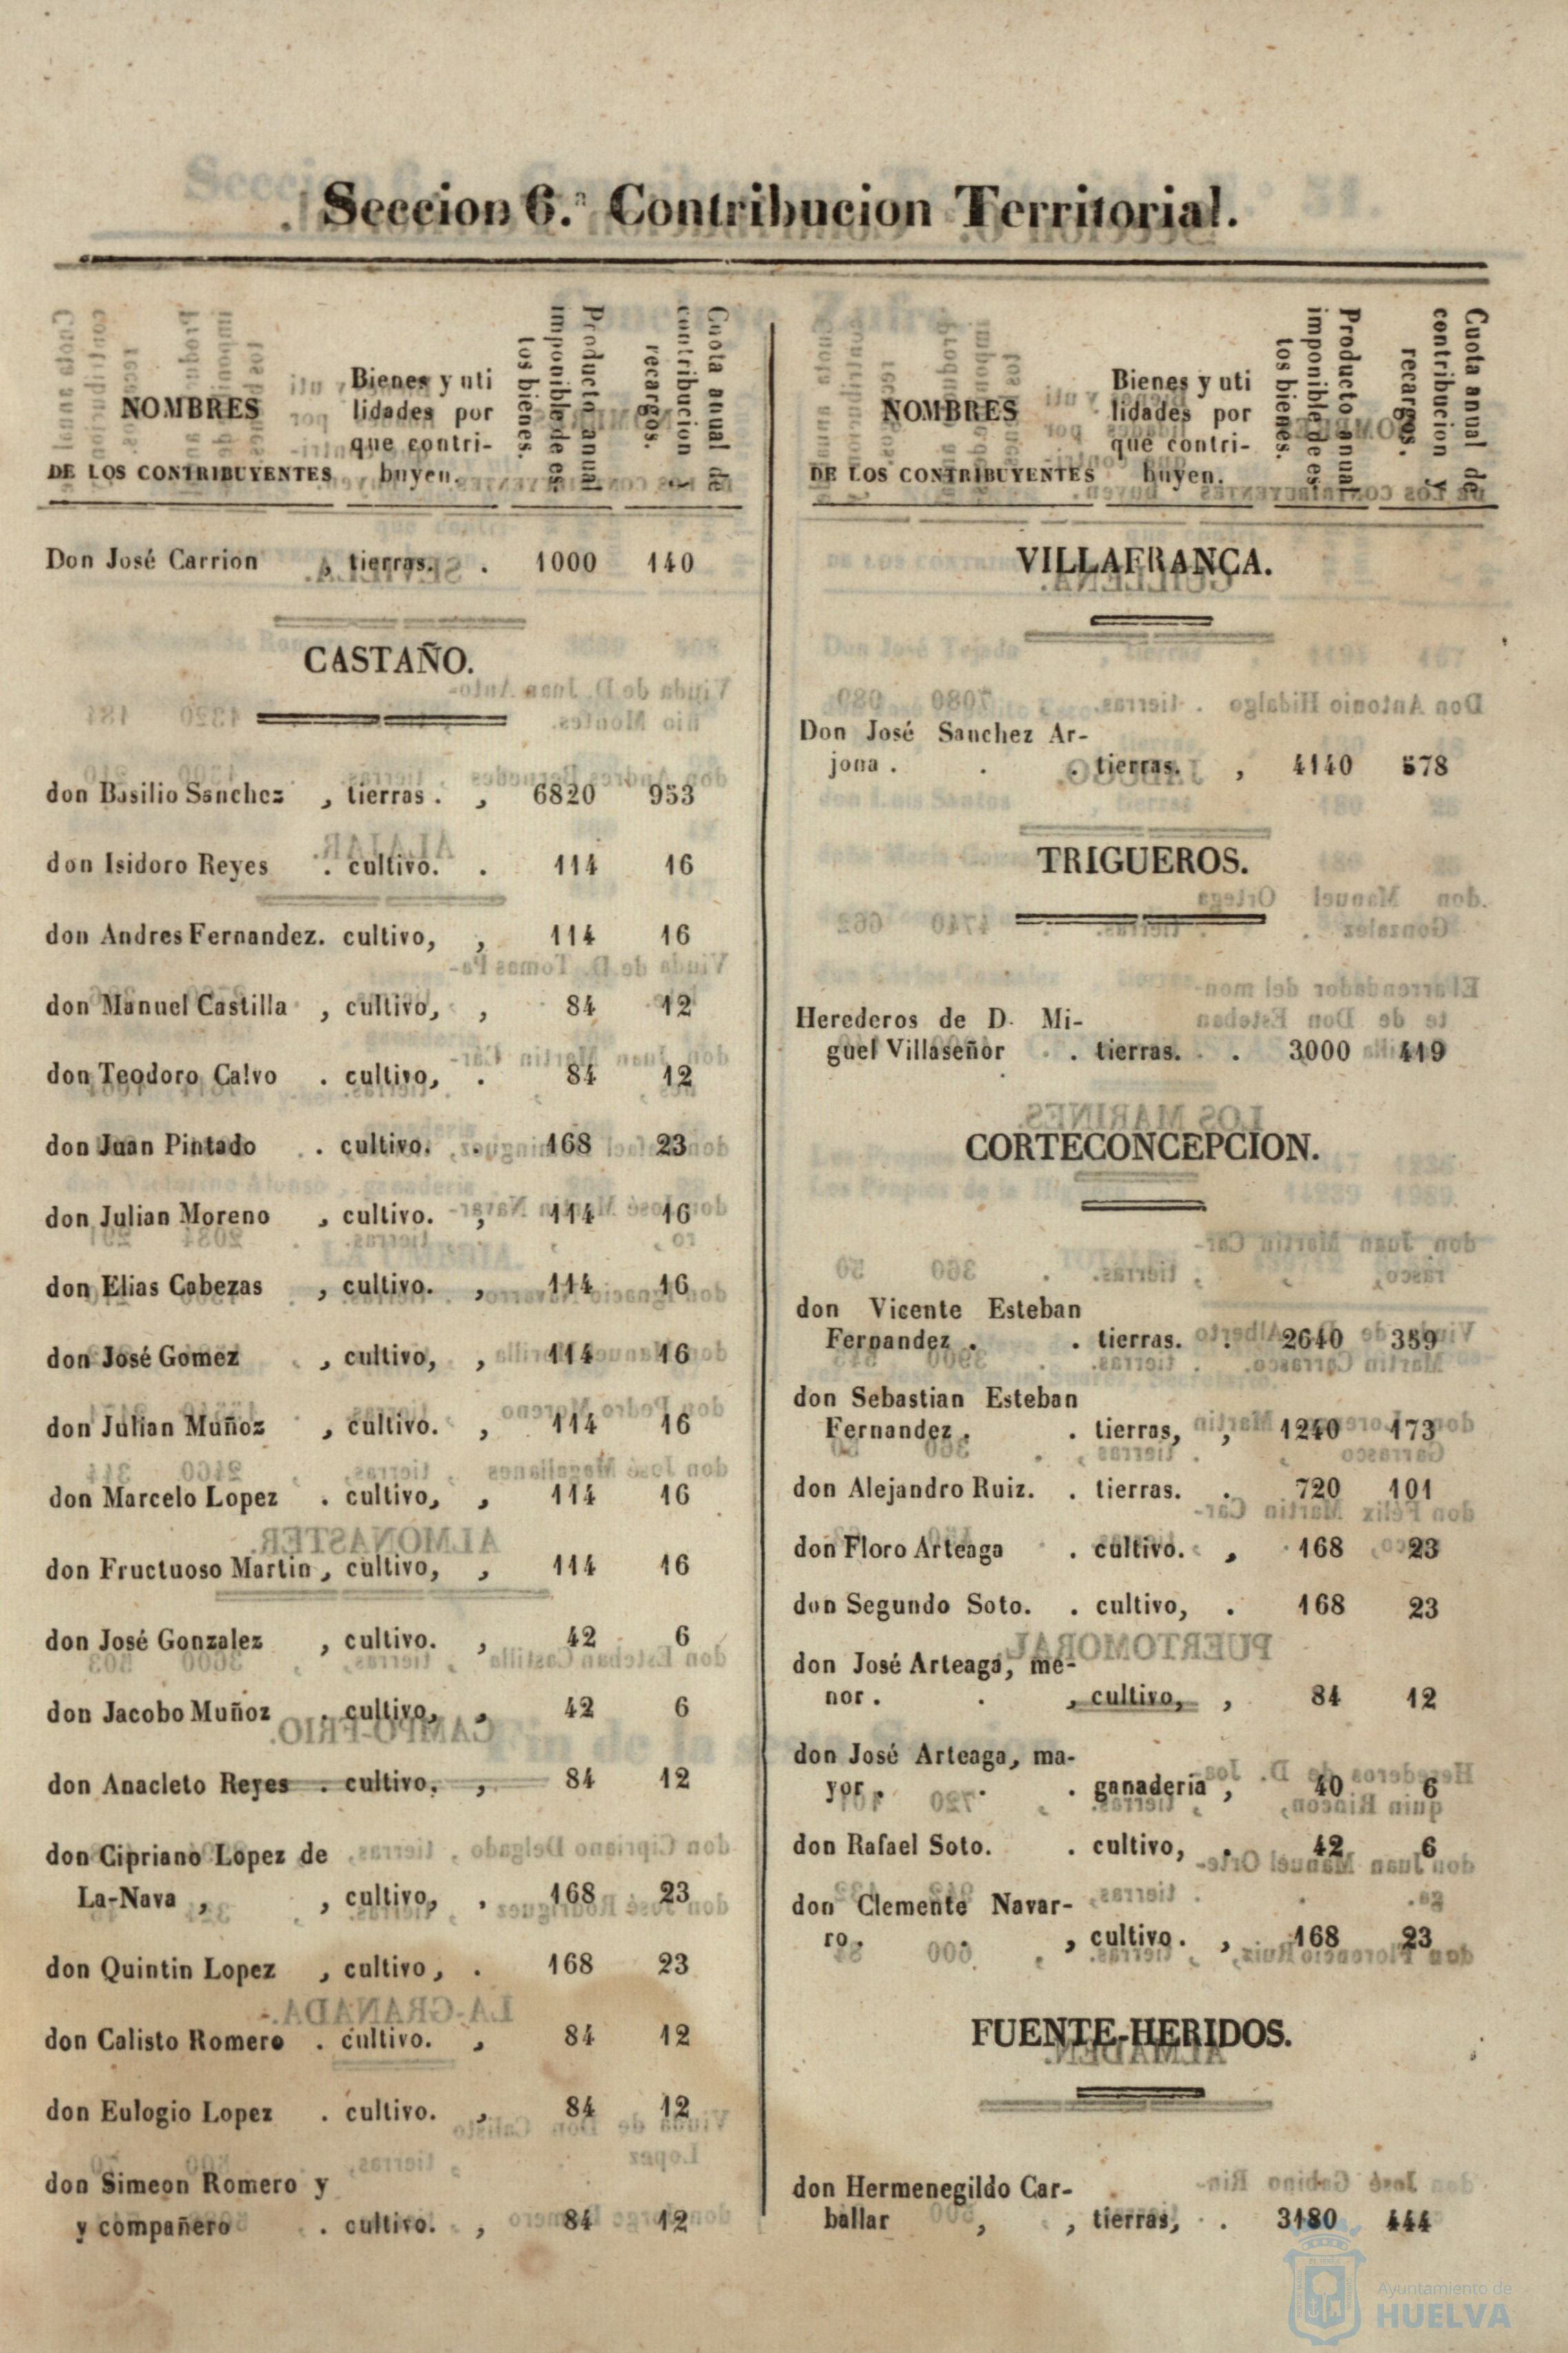 Seccion 6.ª Contribucion Territorial.
NOMBRES
DE LOS CONTRIBUYENTES
Bienes y uti
lidades por
que contri-
buyen.
Producto anual
imponible de es
tos bienes.
Cuota anual de
contribucion y
recargos.
Don José Carrion , tierras. . 1000 140
CASTAÑO.
don Basilio Sanchez , tierras . , 6820 953
don Isidoro Reyes . cultivo. . 114 16
don Andres Fernandez. cultivo, , 114 16
don Manuel Castilla , cultivo, , 84 12
don Teodoro Calvo . cultivo, . 84 12
don Juan Pintado . cultivo. . 168 23
don Julian Moreno , cultivo. , 114 16
don Elias Cabezas , cultivo. , 114 16
don José Gomez , cultivo, , 114 16
don Julian Muñoz , cultivo. , 114 16
don Marcelo Lopez . cultivo, , 114 16
don Fructuoso Martin , cultivo, , 114 16
don José Gonzalez , cultivo. , 42 6
don Jacobo Muñoz . cultivo, , 42 6
don Anacleto Reyes . cultivo. , 84 12
don Cipriano Lopez de
La-Nava , , cultivo, . 168 23
don Quintin Lopez , cultivo , . 168 23
don Calisto Romero . cultivo. , 84 12
don Eulogio Lopez . cultivo. , 84 12
don Simeon Romero y
y compañero . cultivo. , 84 12
NOMBRES
DE LOS CONTRIBUYENTES
Bienes y uti
lidades por
que contri-
buyen.
Producto anual
imponible de es
tos bienes.
Cuota anual de
contribucion y
recargos.
VILLAFRANCA.
Don José Sanchez Ar-
jona . . . tierras. , 4140 578
TRIGUEROS.
Herederos de D. Mi-
guel Villaseñor . tierras. . 3000 419
CORTECONCEPCION.
don Vicente Esteban
Fernandez . . tierras. . 2640 359
don Sebastian Esteban
Fernandez . . tierras, , 1240 173
don Alejandro Ruiz. . tierras. . 720 101
don Floro Arteaga . cultivo. , 168 23
don Segundo Soto. . cultivo, . 168 23
don José Arteaga, me-
nor . . , cultivo, , 84 12
don José Arteaga, ma-
yor . . . ganaderia , 40 6
don Rafael Soto. . cultivo, . 42 6
don Clemente Navar-
ro . . , cultivo . , 168 23
FUENTE-HERIDOS.
don Hermenegildo Car-
ballar , , tierras, . 3180 444
Ayuntamiento de
HUELVA